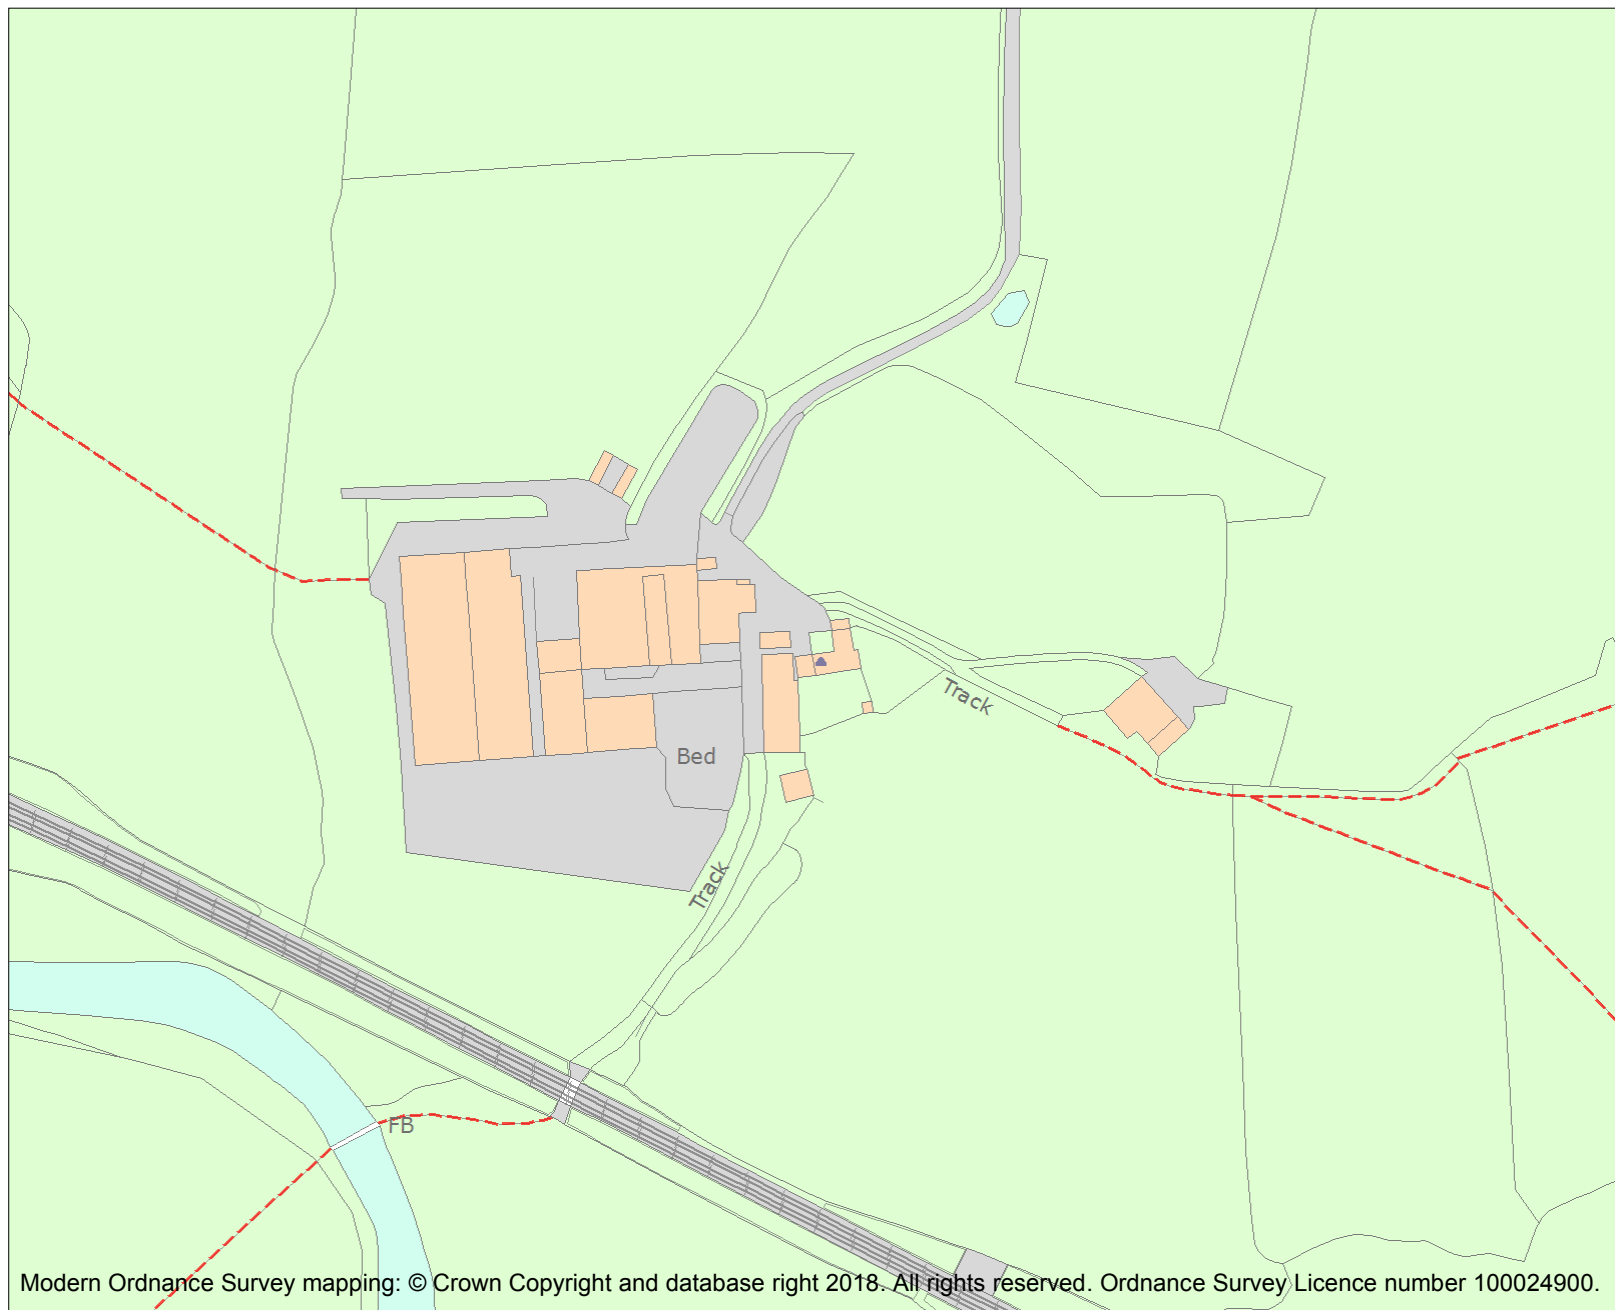 Track
Bed
Track
FB
Modern Ordnance Survey mapping: © Crown Copyright and database right 2018. All rights reserved. Ordnance Survey Licence number 100024900.